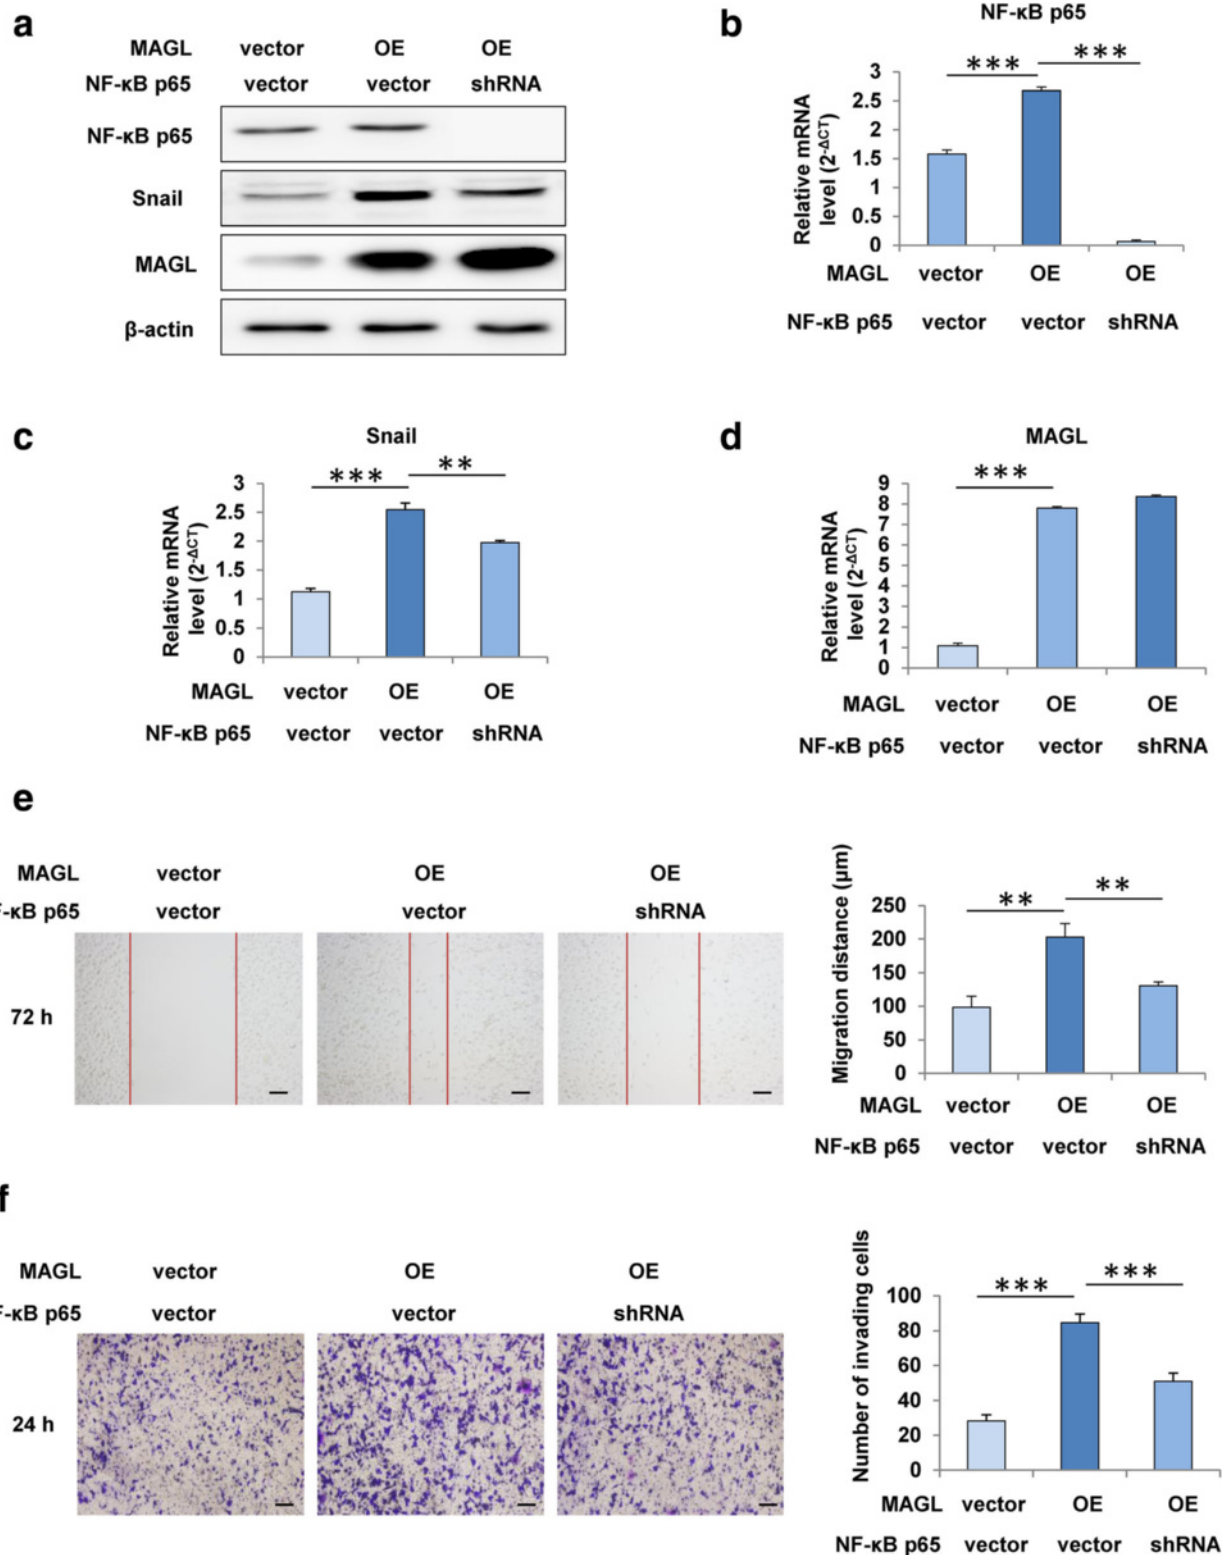 a
MAGL vector OE OE
NF-κB p65 vector vector shRNA
NF-κB p65
Snail
MAGL
β-actin
b
NF-κB p65
*** ***
Relative mRNA
level (2-ΔCT)
3
2.5
2
1.5
1
0.5
0
MAGL vector OE OE
NF-κB p65 vector vector shRNA
c
Snail
*** **
Relative mRNA
level (2-ΔCT)
3
2.5
2
1.5
1
0.5
0
MAGL vector OE OE
NF-κB p65 vector vector shRNA
d
MAGL
***
Relative mRNA
level (2-ΔCT)
9
8
7
6
5
4
3
2
1
0
MAGL vector OE OE
NF-κB p65 vector vector shRNA
e
MAGL vector OE OE
F-κB p65 vector vector shRNA
72 h
** **
Migration distance (μm)
250
200
150
100
50
0
MAGL vector OE OE
NF-κB p65 vector vector shRNA
f
MAGL vector OE OE
F-κB p65 vector vector shRNA
24 h
*** ***
Number of invading cells
100
80
60
40
20
0
MAGL vector OE OE
NF-κB p65 vector vector shRNA